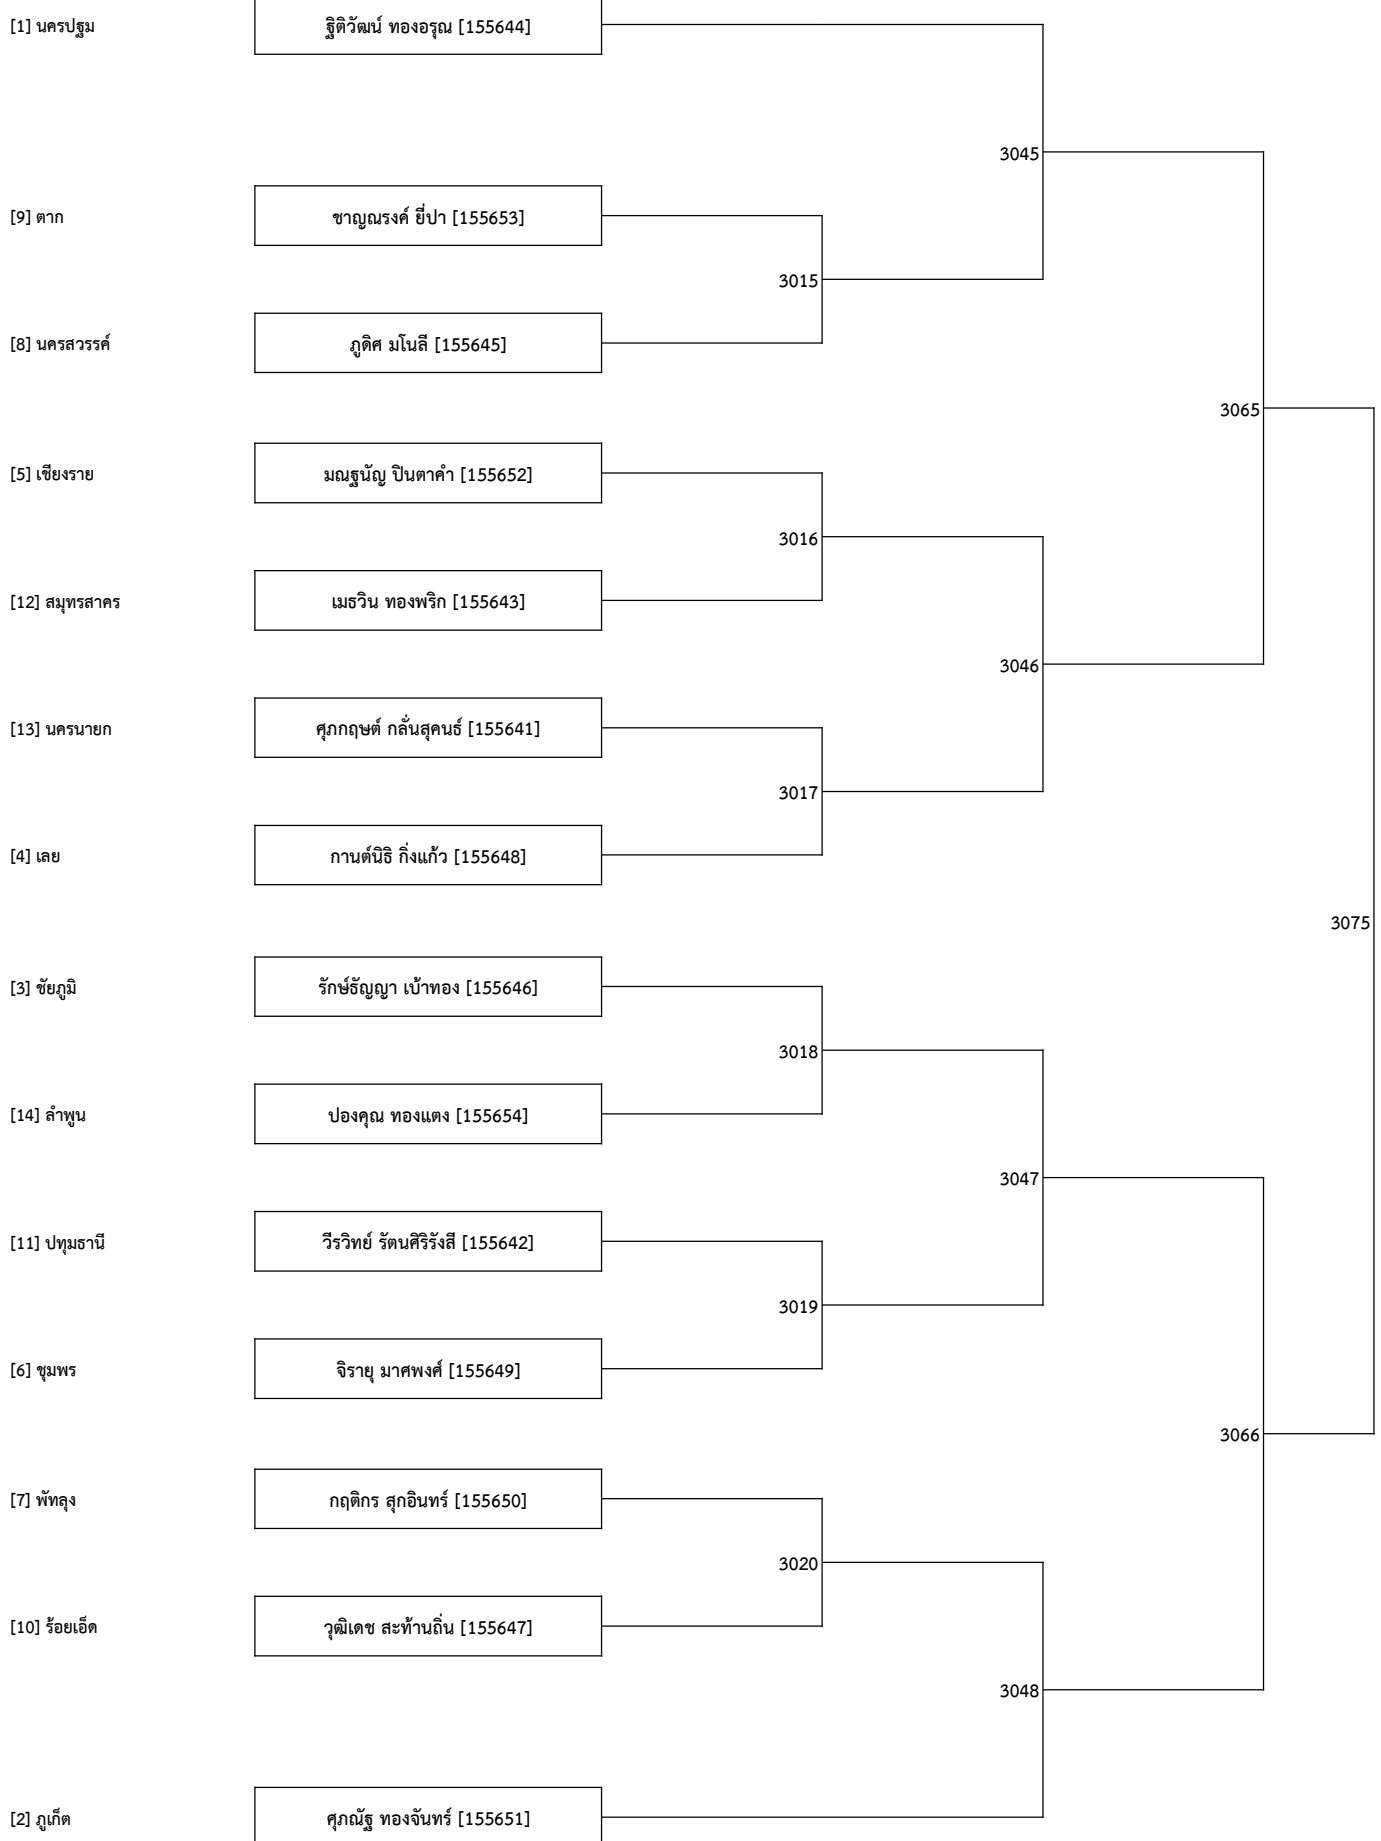 [1] นครปฐม ฐิติวัฒน์ ทองอรุณ [155644]
3045
[9] ตาก ชาญณรงค์ ยี่ปา [155653]
3015
[8] นครสวรรค์ ภูดิศ มโนลี [155645]
3065
[5] เชียงราย มณฐนัญ ปินตาคำ [155652]
3016
[12] สมุทรสาคร เมธวิน ทองพริก [155643]
3046
[13] นครนายก ศุภกฤษต์ กลั่นสุคนธ์ [155641]
3017
[4] เลย กานต์นิธิ กิ่งแก้ว [155648]
3075
[3] ชัยภูมิ รักษ์ธัญญา เบ้าทอง [155646]
3018
[14] ลำพูน ปองคุณ ทองแตง [155654]
3047
[11] ปทุมธานี วีรวิทย์ รัตนศิริรังสี [155642]
3019
[6] ชุมพร จิรายุ มาศพงศ์ [155649]
3066
[7] พัทลุง กฤติกร สุกอินทร์ [155650]
3020
[10] ร้อยเอ็ด วุฒิเดช สะท้านถิ่น [155647]
3048
[2] ภูเก็ต ศุภณัฐ ทองจันทร์ [155651]